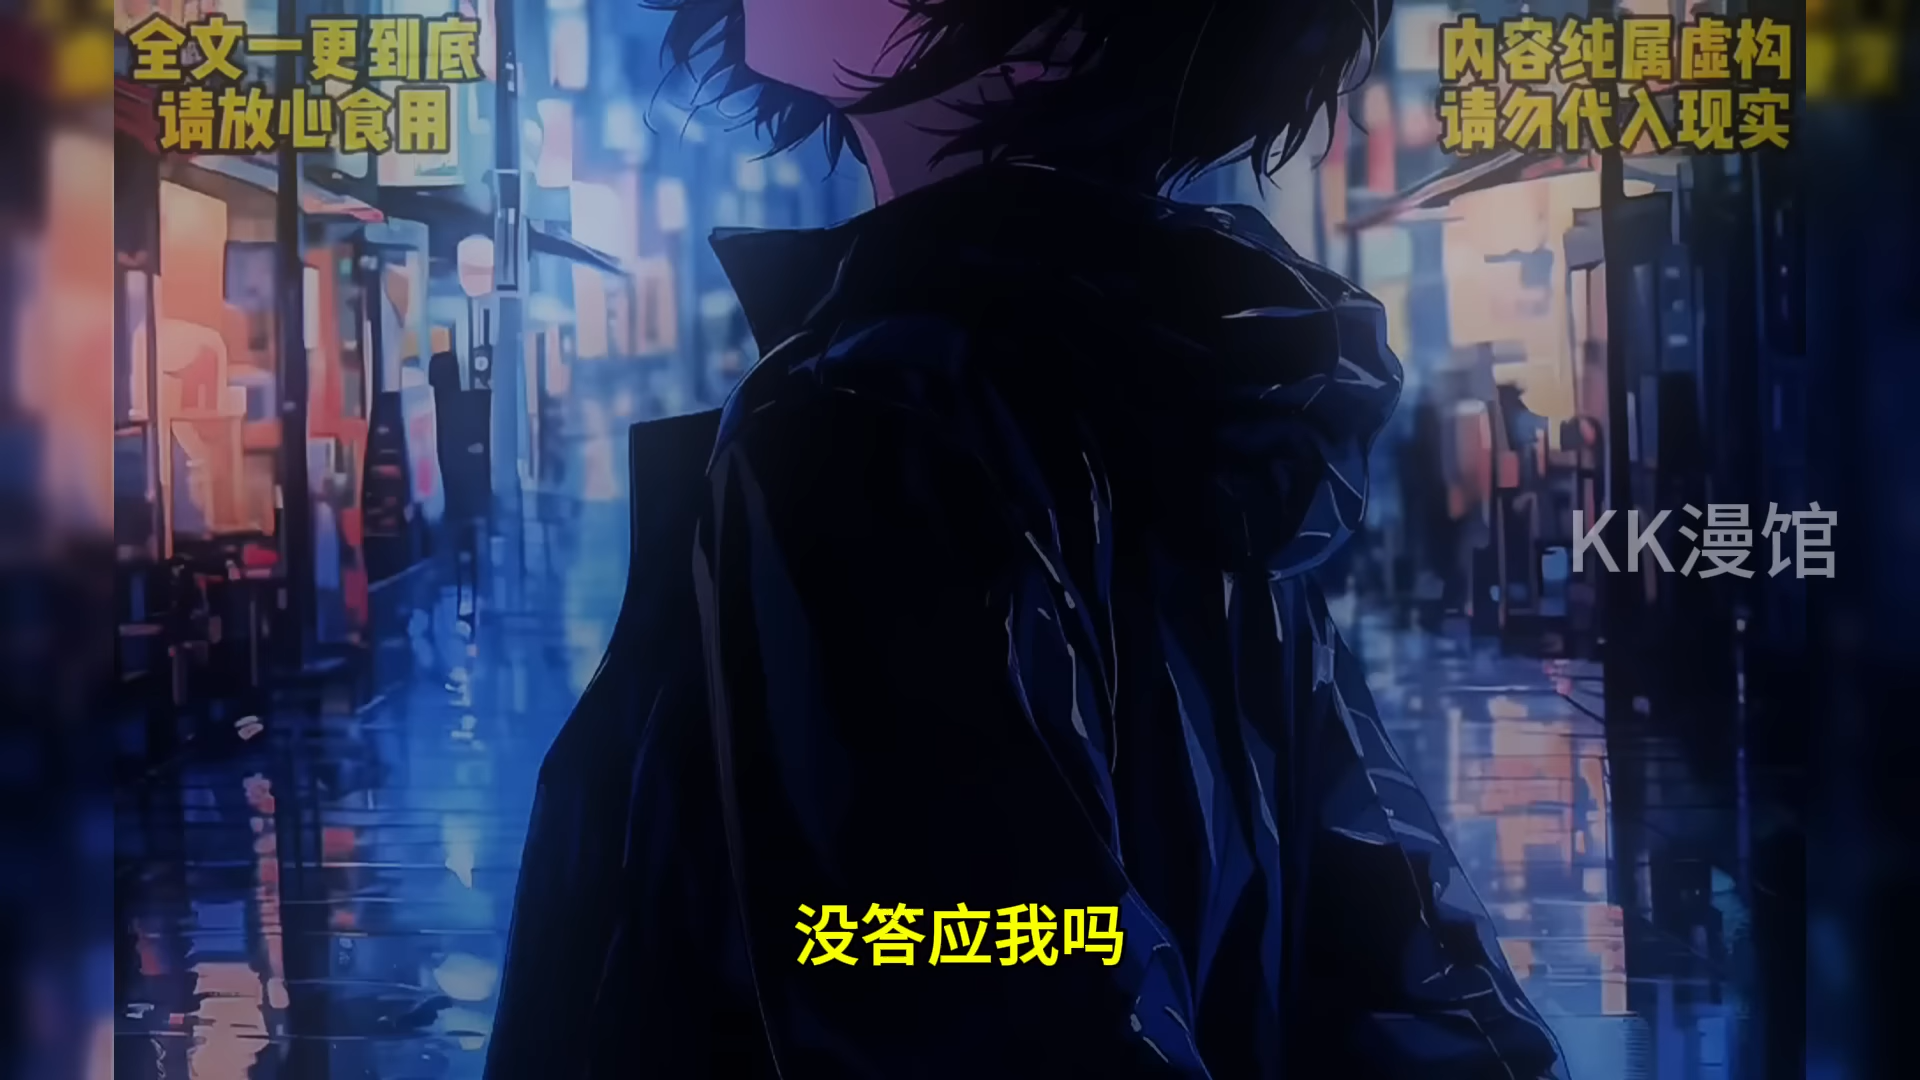 全文一更到底
请放心食用
内容纯属虚构
请勿代入现实
KK漫馆
没答应我吗